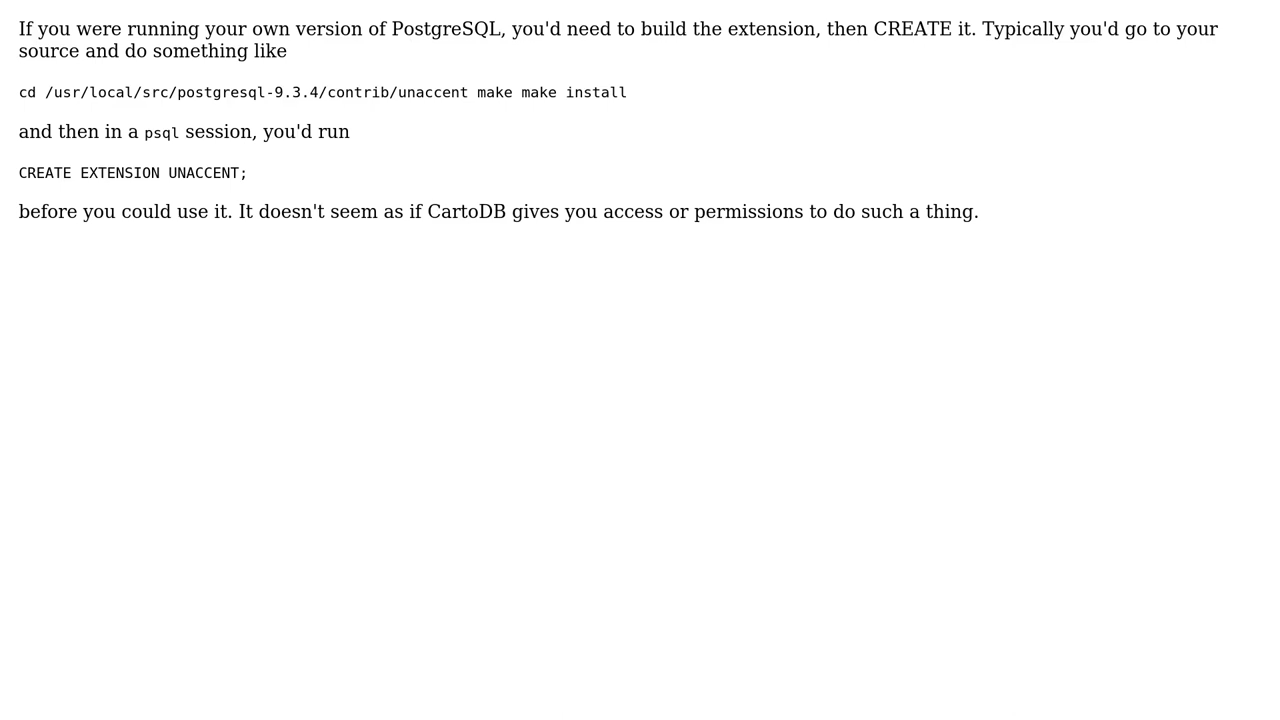 If you were running your own version of PostgreSQL, you'd need to build the extension, then CREATE it. Typically you'd go to your
source and do something like
cd /usr/local/src/postgresql-9.3.4/contrib/unaccent make make install
and then in a psql session, you'd run
CREATE EXTENSION UNACCENT;
before you could use it. It doesn't seem as if CartoDB gives you access or permissions to do such a thing.